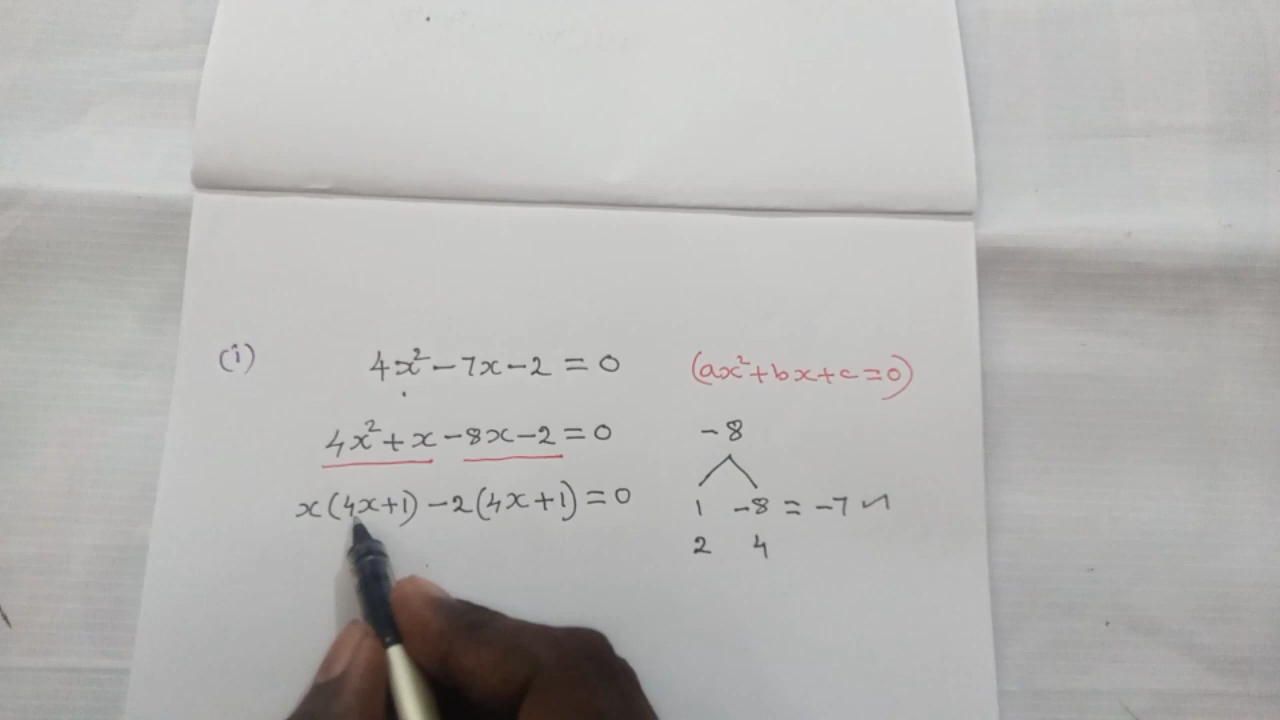 (i) 4x² - 7x - 2 = 0 (ax² + bx + c = 0)
4x² + x - 8x - 2 = 0 -8
x(4x+1) - 2(4x+1) = 0 1 -8 = -7 ✓
2 4